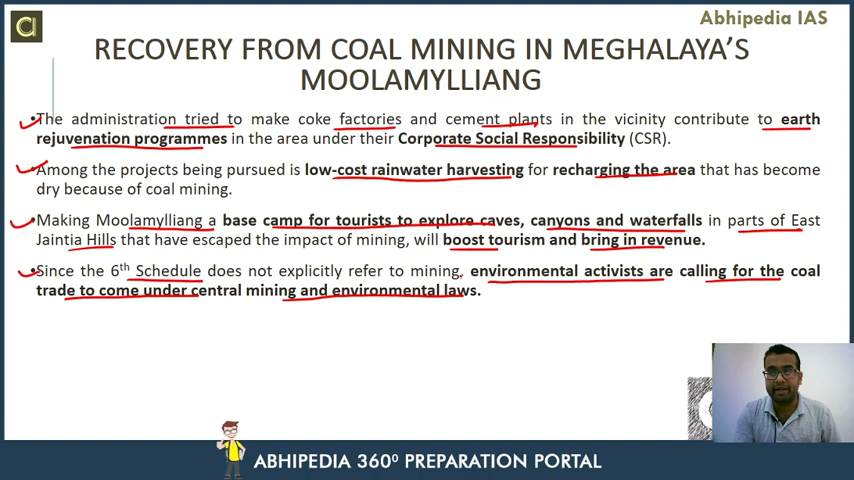 Abhipedia IAS
RECOVERY FROM COAL MINING IN MEGHALAYA'S
MOOLAMYLLIANG
•The administration tried to make coke factories and cement plants in the vicinity contribute to earth
rejuvenation programmes in the area under their Corporate Social Responsibility (CSR).
•Among the projects being pursued is low-cost rainwater harvesting for recharging the area that has become
dry because of coal mining.
•Making Moolamylliang a base camp for tourists to explore caves, canyons and waterfalls in parts of East
Jaintia Hills that have escaped the impact of mining, will boost tourism and bring in revenue.
•Since the 6th Schedule does not explicitly refer to mining, environmental activists are calling for the coal
trade to come under central mining and environmental laws.
ABHIPEDIA 360⁰ PREPARATION PORTAL